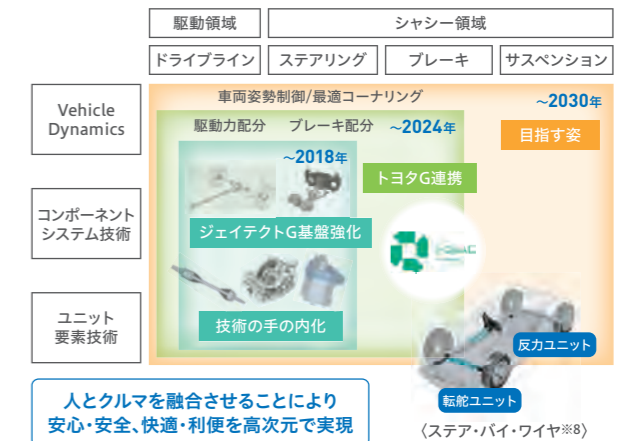 駆動領域
シャシー領域
ドライブライン
ステアリング
ブレーキ
サスペンション
Vehicle
Dynamics
コンポーネント
システム技術
ユニット
要素技術
車両姿勢制御/最適コーナリング
～2030年
駆動力配分
ブレーキ配分
～2024年
目指す姿
～2018年
トヨタG連携
ジェイテクトG基盤強化
技術の手の内化
反力ユニット
転舵ユニット
〈ステア・バイ・ワイヤ※8〉
人とクルマを融合させることにより
安心・安全、快適・利便を高次元で実現